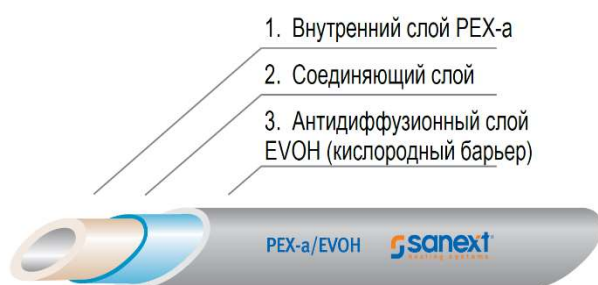 1. Внутренний слой PEX-a
2. Соединяющий слой
3. Антидиффузионный слой
EVOH (кислородный барьер)
PEX-a/EVOH sanext
heating systems